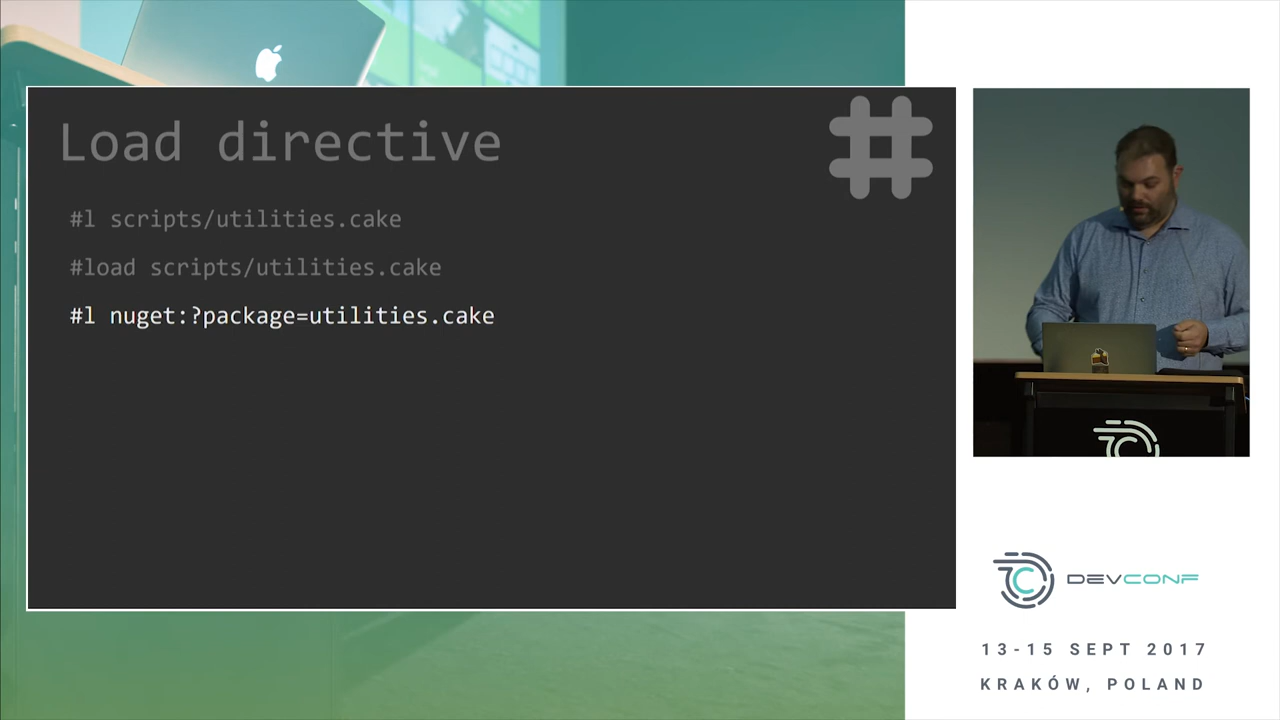 Load directive
#l scripts/utilities.cake
#load scripts/utilities.cake
#l nuget:?package=utilities.cake
DEVCONF
13-15 SEPT 2017
KRAKÓW, POLAND